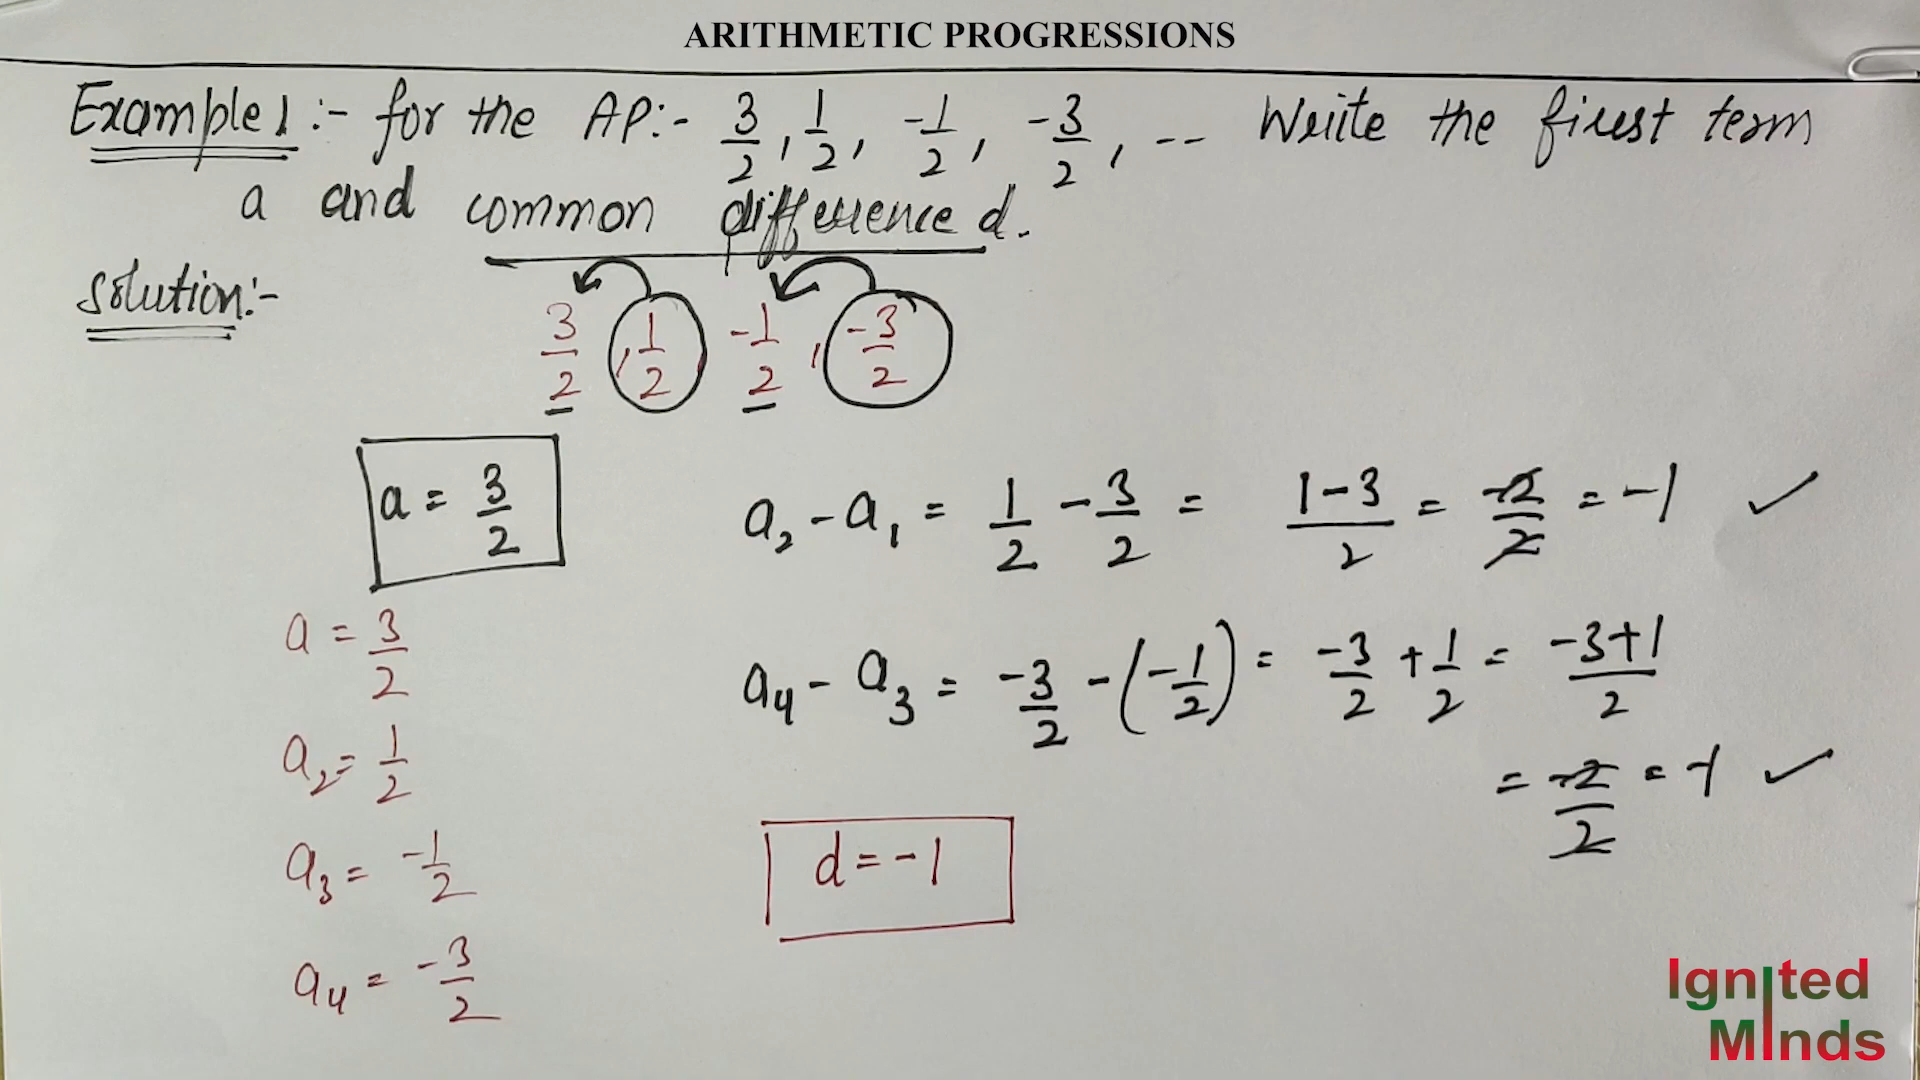 ARITHMETIC PROGRESSIONS
Example 1 :- for the AP:- 3/2, 1/2, -1/2, -3/2, -- Write the first term
a and common difference d.
Solution:-
3/2, 1/2, -1/2, -3/2
a = 3/2
a₂ - a₁ = 1/2 - 3/2 = (1-3)/2 = -2/2 = -1 ✓
a = 3/2
a₄ - a₃ = -3/2 - (-1/2) = -3/2 + 1/2 = (-3+1)/2
a₂ = 1/2
= -2/2 = -1 ✓
a₃ = -1/2
d = -1
a₄ = -3/2
Ignited
Minds